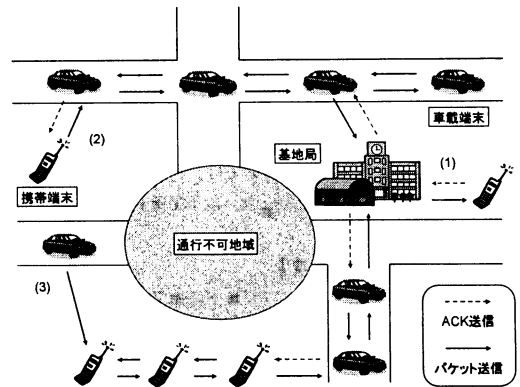 車載端末
(2)
基地局
(1)
携帯端末
通行不可地域
(3)
ACK送信
パケット送信